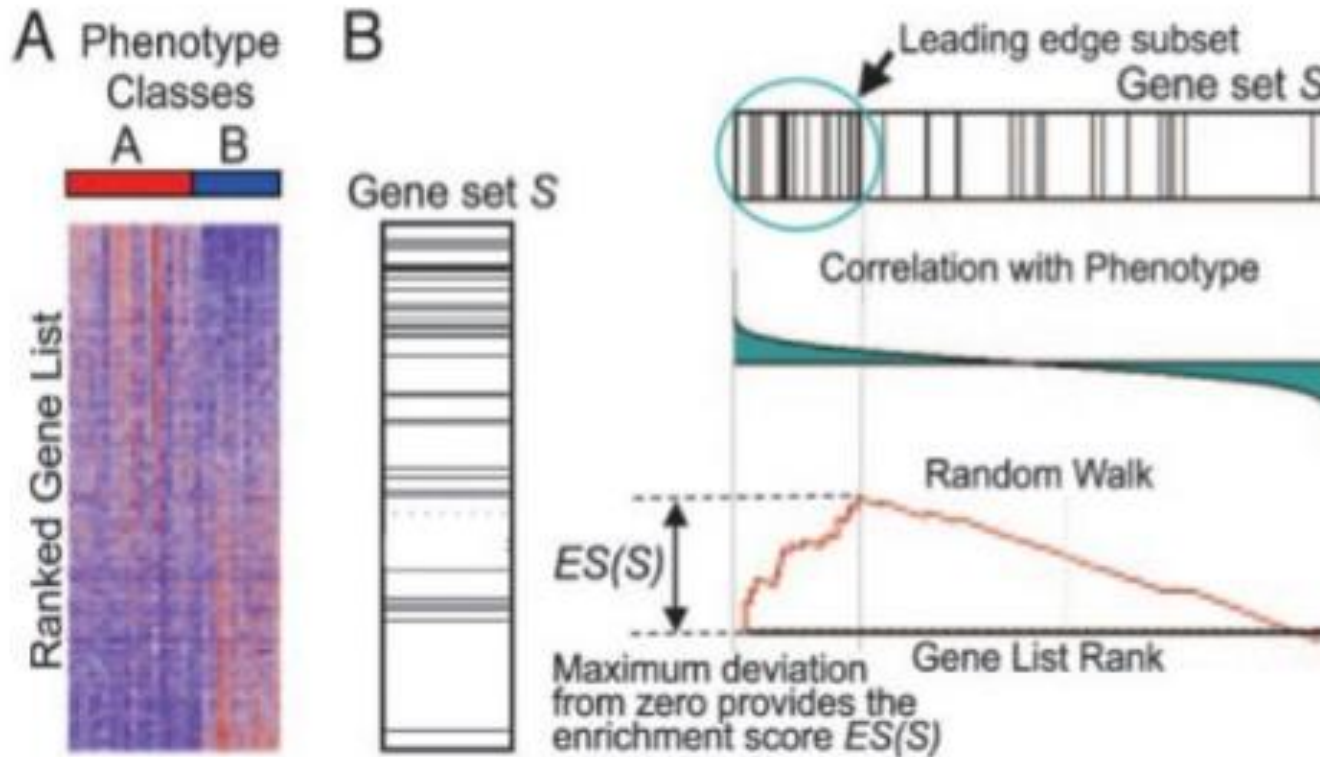 A
Phenotype
Classes
A B
Ranked Gene List
B
Gene set S
Leading edge subset
Gene set S
Correlation with Phenotype
Random Walk
ES(S)
Gene List Rank
Maximum deviation
from zero provides the
enrichment score ES(S)